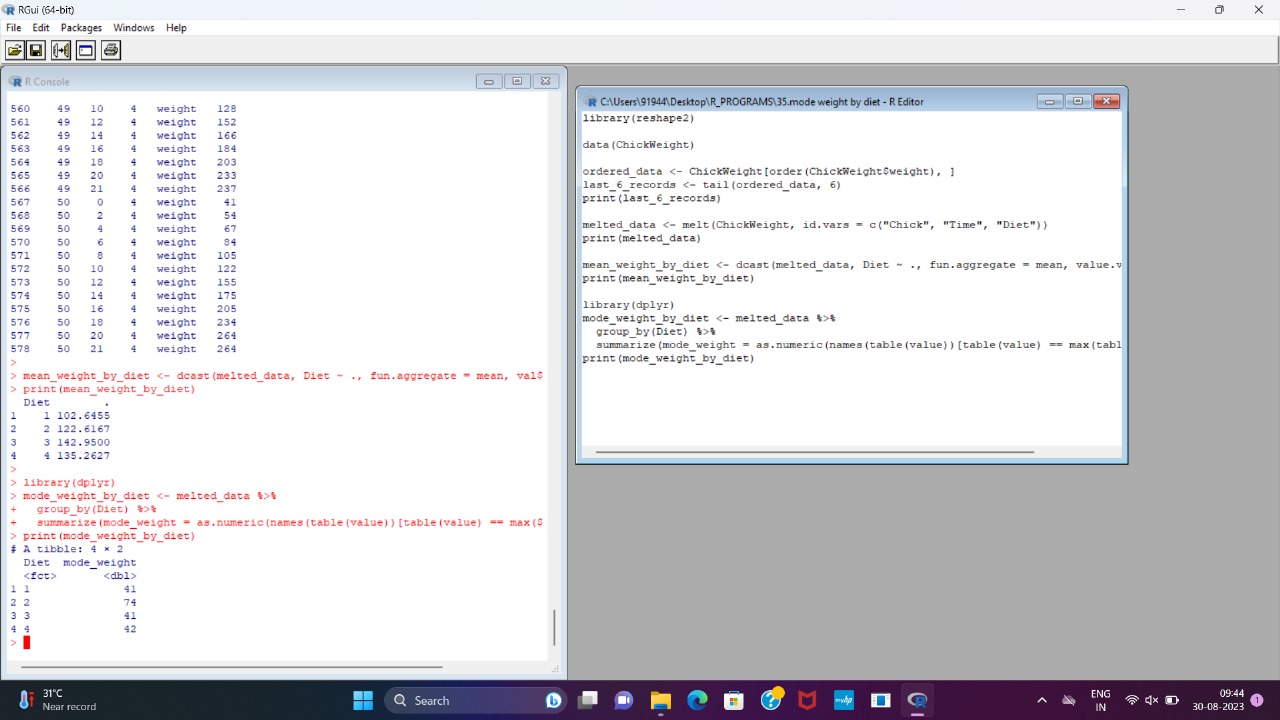 RGui (64-bit)
File Edit Packages Windows Help
R Console
560 49 10 4 weight 128
561 49 12 4 weight 152
562 49 14 4 weight 166
563 49 16 4 weight 184
564 49 18 4 weight 203
565 49 20 4 weight 233
566 49 21 4 weight 237
567 50 0 4 weight 41
568 50 2 4 weight 54
569 50 4 4 weight 67
570 50 6 4 weight 84
571 50 8 4 weight 105
572 50 10 4 weight 122
573 50 12 4 weight 155
574 50 14 4 weight 175
575 50 16 4 weight 205
576 50 18 4 weight 234
577 50 20 4 weight 264
578 50 21 4 weight 264
>
> mean_weight_by_diet <- dcast(melted_data, Diet ~ ., fun.aggregate = mean, val$
> print(mean_weight_by_diet)
Diet .
1 1 102.6455
2 2 122.6167
3 3 142.9500
4 4 135.2627
>
> library(dplyr)
> mode_weight_by_diet <- melted_data %>%
+ group_by(Diet) %>%
+ summarize(mode_weight = as.numeric(names(table(value))[table(value) == max($
> print(mode_weight_by_diet)
# A tibble: 4 × 2
Diet mode_weight
<fct> <dbl>
1 1 41
2 2 74
3 3 41
4 4 42
>
C:\Users\91944\Desktop\R_PROGRAMS\35.mode weight by diet - R Editor
library(reshape2)
data(ChickWeight)
ordered_data <- ChickWeight[order(ChickWeight$weight), ]
last_6_records <- tail(ordered_data, 6)
print(last_6_records)
melted_data <- melt(ChickWeight, id.vars = c("Chick", "Time", "Diet"))
print(melted_data)
mean_weight_by_diet <- dcast(melted_data, Diet ~ ., fun.aggregate = mean, value.v
print(mean_weight_by_diet)
library(dplyr)
mode_weight_by_diet <- melted_data %>%
group_by(Diet) %>%
summarize(mode_weight = as.numeric(names(table(value))[table(value) == max(tabl
print(mode_weight_by_diet)
31°C
Near record
Search
ENG
IN
09:44
30-08-2023
1